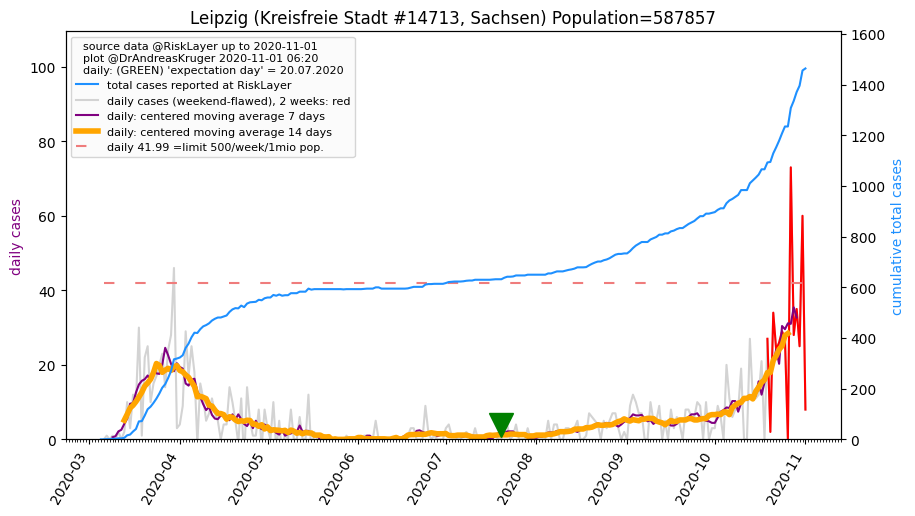 Leipzig (Kreisfreie Stadt #14713, Sachsen) Population=587857
source data @RiskLayer up to 2020-11-01
plot @DrAndreasKruger 2020-11-01 06:20
daily: (GREEN) 'expectation day' = 20.07.2020
total cases reported at RiskLayer
daily cases (weekend-flawed), 2 weeks: red
daily: centered moving average 7 days
daily: centered moving average 14 days
daily 41.99 =limit 500/week/1mio pop.
daily cases
100
80
60
40
20
0
cumulative total cases
1600
1400
1200
1000
800
600
400
200
0
2020-03
2020-04
2020-05
2020-06
2020-07
2020-08
2020-09
2020-10
2020-11